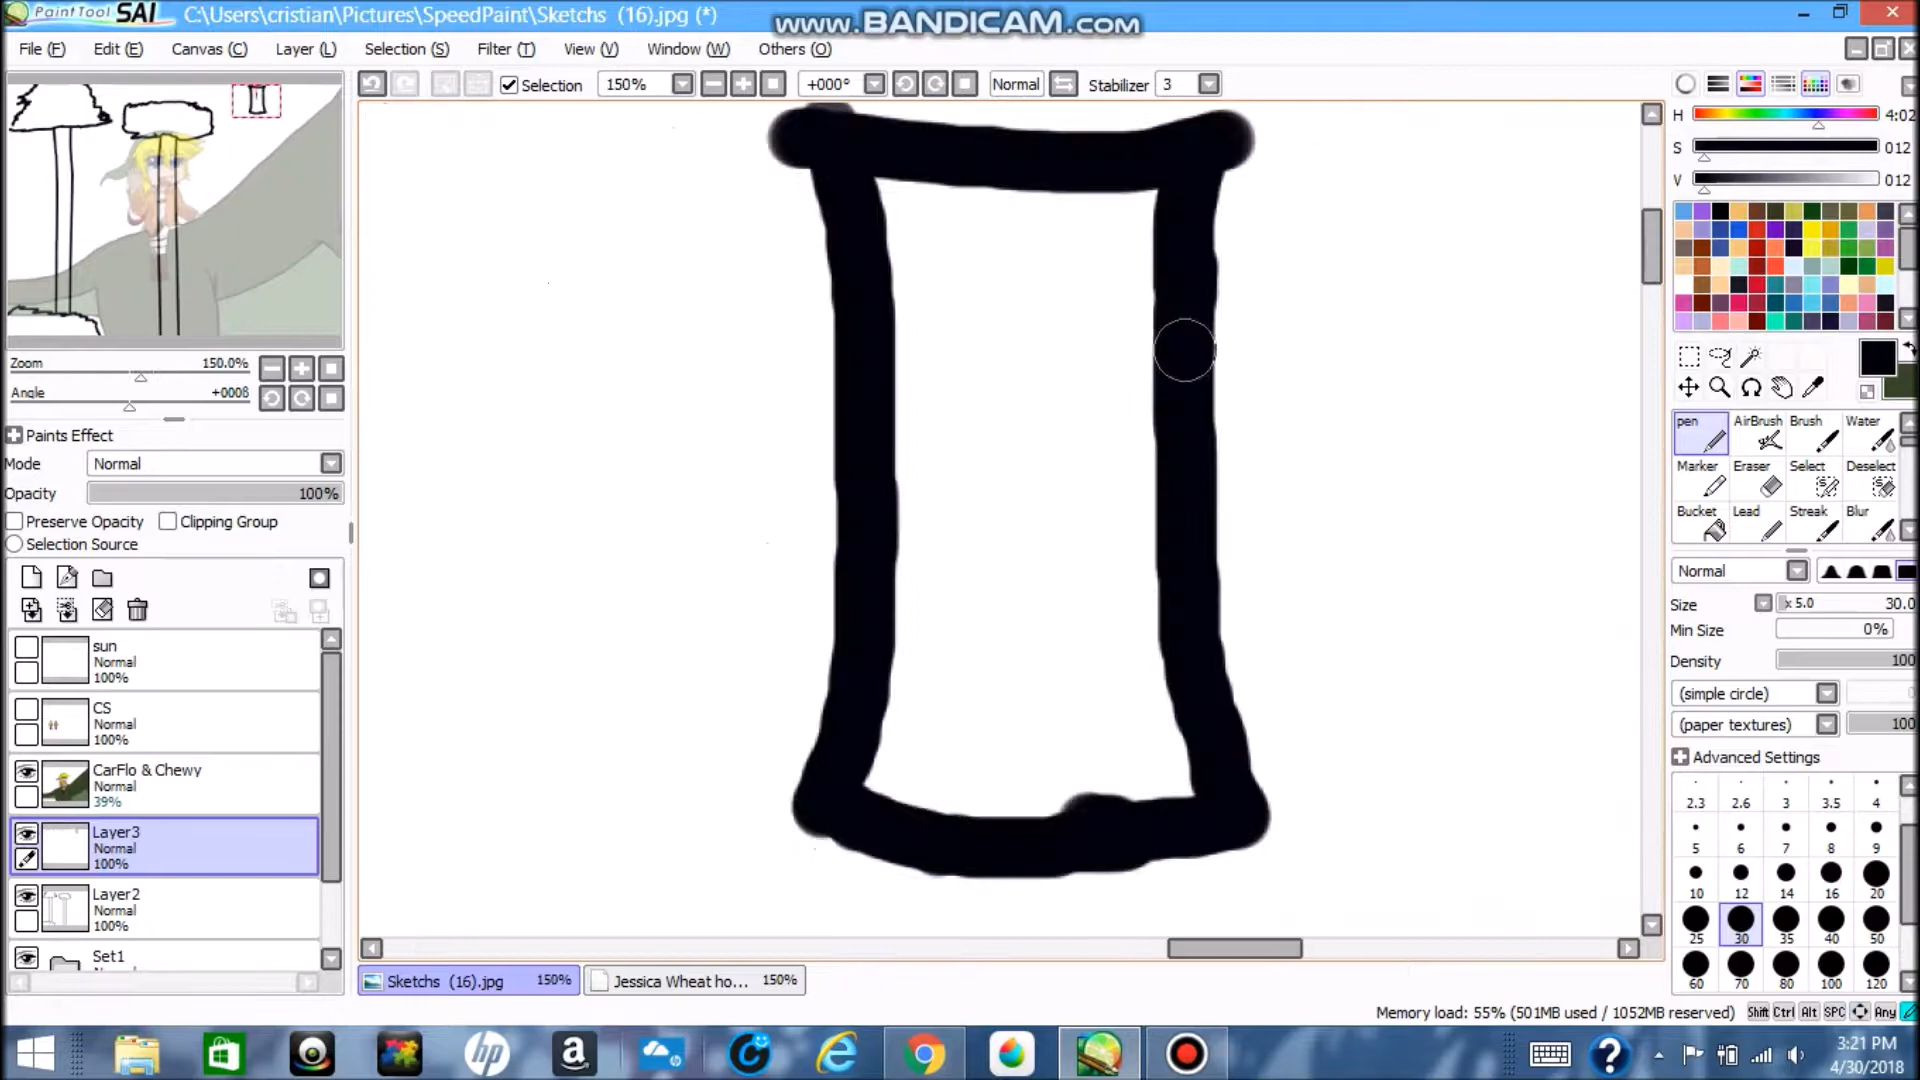 PaintTool SAI C:\Users\cristian\Pictures\SpeedPaint\Sketchs (16).jpg (*)
www.BANDICAM.com
File (F) Edit (E) Canvas (C) Layer (L) Selection (S) Filter (T) View (V) Window (W) Others (O)
Selection 150% +000° Normal Stabilizer 3
H 4:02
S 012
V 012
Zoom 150.0%
Angle +000ß
Paints Effect
Mode Normal
Opacity 100%
Preserve Opacity Clipping Group
Selection Source
sun
Normal
100%
CS
Normal
100%
CarFlo & Chewy
Normal
39%
Layer3
Normal
100%
Layer2
Normal
100%
Set1
pen AirBrush Brush Water
Marker Eraser Select Deselect
Bucket Lead Streak Blur
Normal
Size x 5.0 30.0
Min Size 0%
Density 100
(simple circle)
(paper textures) 100
Advanced Settings
2.3 2.6 3 3.5 4
5 6 7 8 9
10 12 14 16 20
25 30 35 40 50
60 70 80 100 120
Sketchs (16).jpg 150% Jessica Wheat ho... 150%
Memory load: 55% (501MB used / 1052MB reserved) Shift Ctrl Alt SPC Any
hp
a
3:21 PM
4/30/2018